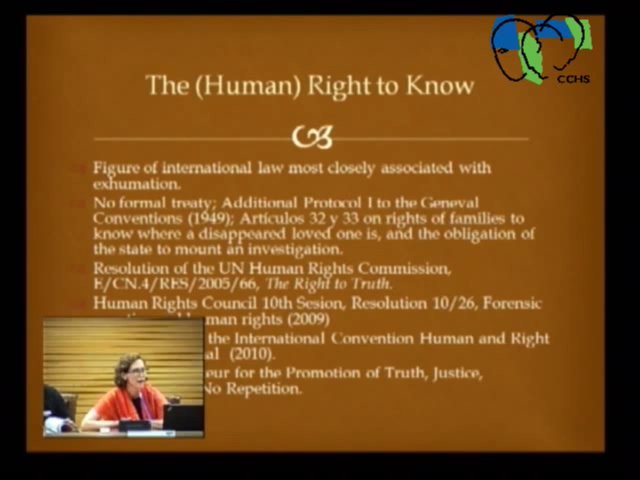 CCHS
The (Human) Right to Know
Figure of international law most closely associated with
exhumation.
No formal treaty; Additional Protocol I to the Geneval
Conventions (1949); Artículos 32 y 33 on rights of families to
know where a disappeared loved one is, and the obligation of
the state to mount an investigation.
Resolution of the UN Human Rights Commission,
E/CN.4/RES/2005/66, The Right to Truth.
Human Rights Council 10th Sesion, Resolution 10/26, Forensic
man rights (2009)
the International Convention Human and Right
(2010).
for the Promotion of Truth, Justice,
No Repetition.